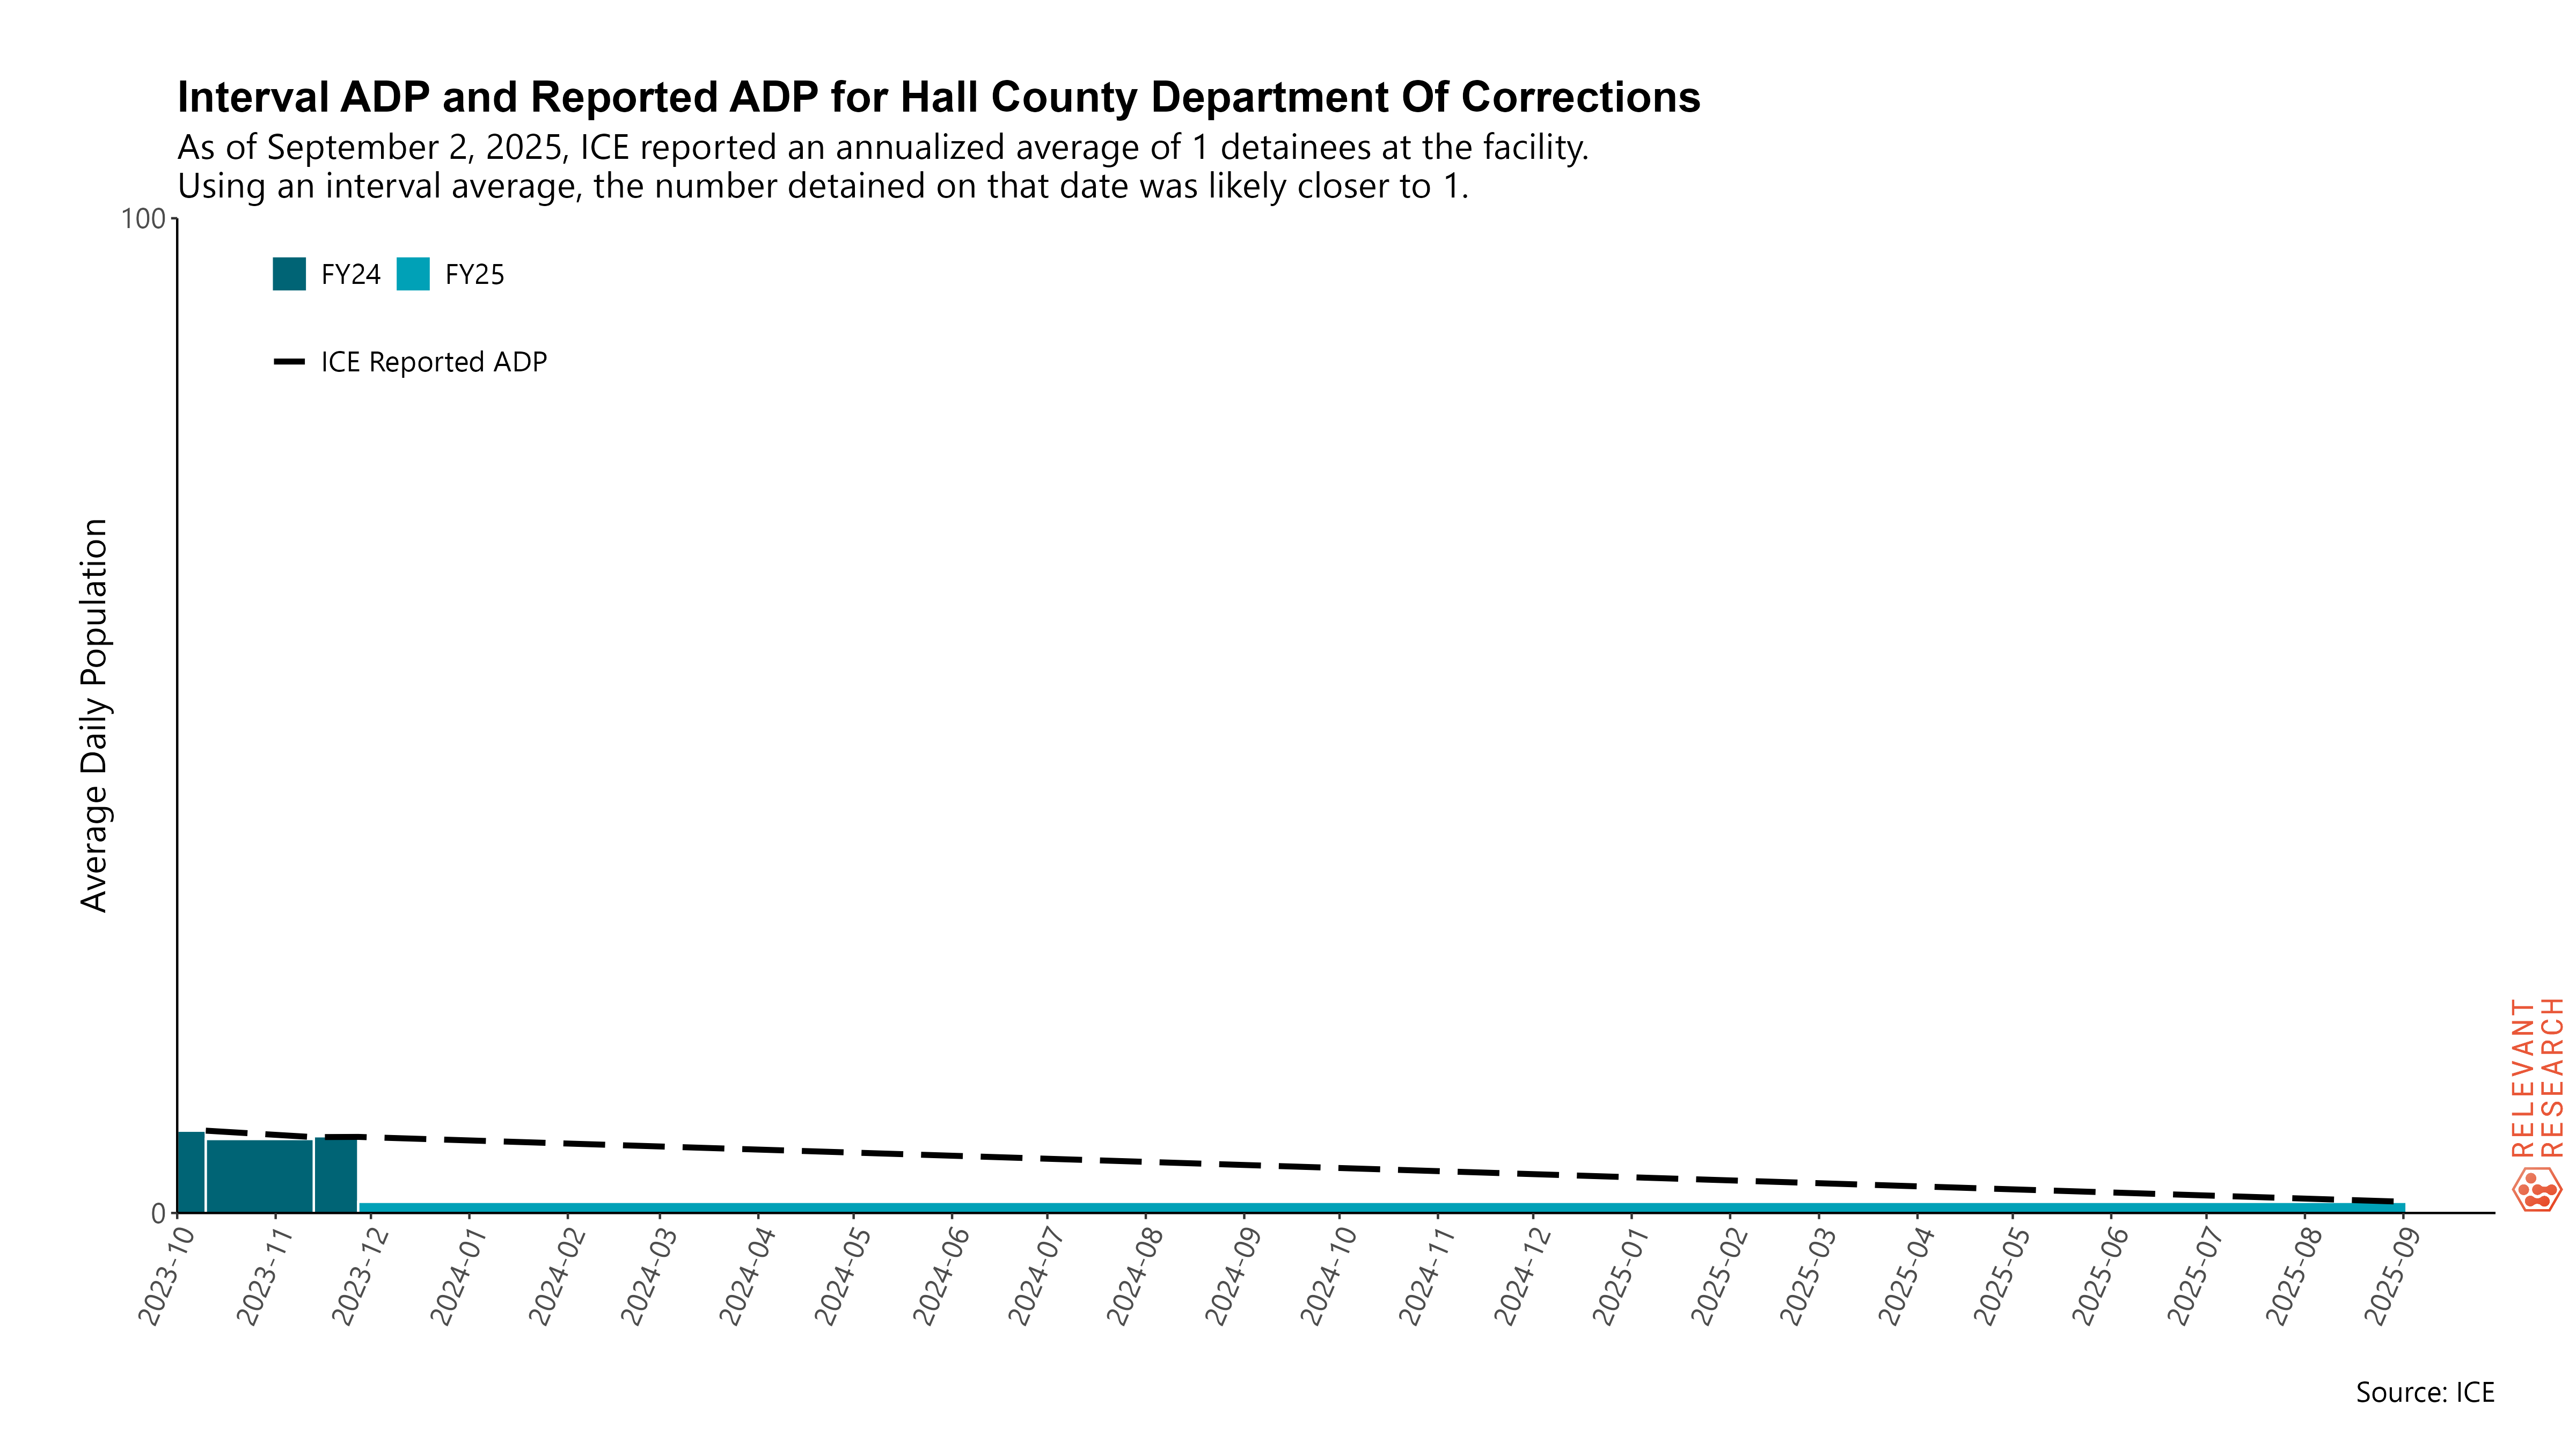 Interval ADP and Reported ADP for Hall County Department Of Corrections
As of September 2, 2025, ICE reported an annualized average of 1 detainees at the facility.
Using an interval average, the number detained on that date was likely closer to 1.
100
FY24 FY25
ICE Reported ADP
Average Daily Population
0
2023-10 2023-11 2023-12 2024-01 2024-02 2024-03 2024-04 2024-05 2024-06 2024-07 2024-08 2024-09 2024-10 2024-11 2024-12 2025-01 2025-02 2025-03 2025-04 2025-05 2025-06 2025-07 2025-08 2025-09
RELEVANT
RESEARCH
Source: ICE